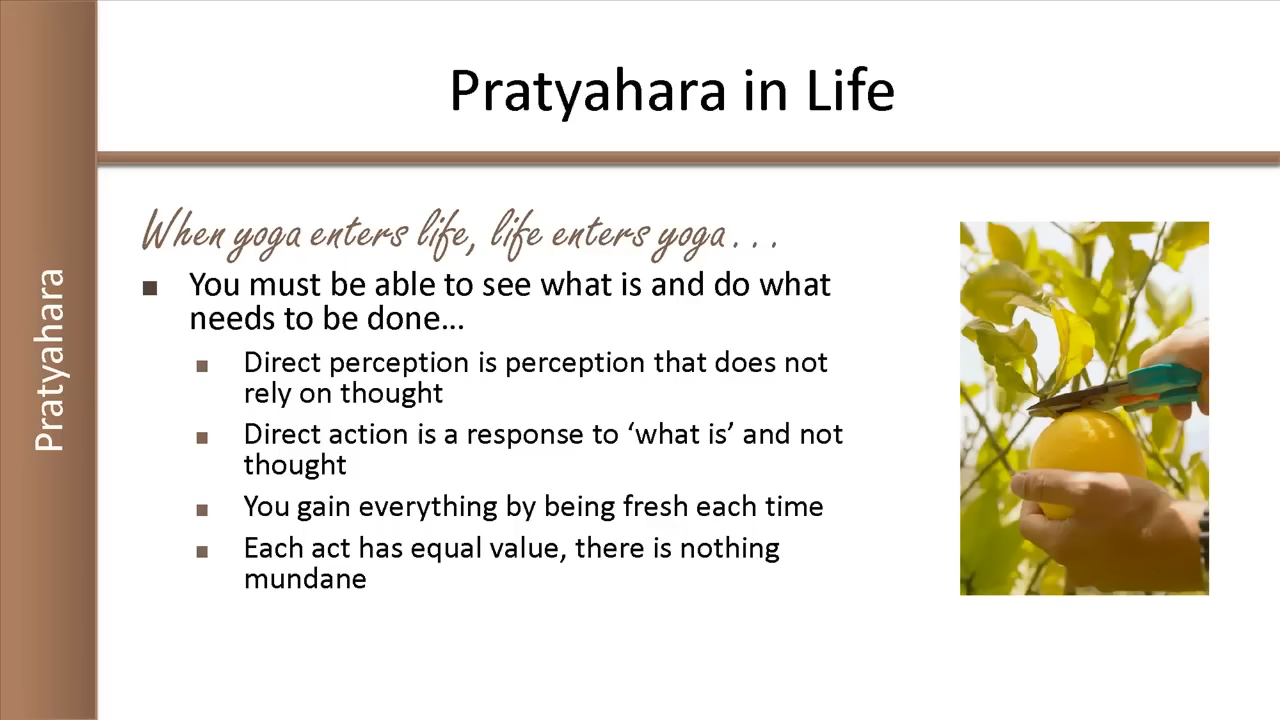 Pratyahara in Life
Pratyahara
When yoga enters life, life enters yoga...
■ You must be able to see what is and do what
needs to be done...
■ Direct perception is perception that does not
rely on thought
■ Direct action is a response to ‘what is’ and not
thought
■ You gain everything by being fresh each time
■ Each act has equal value, there is nothing
mundane